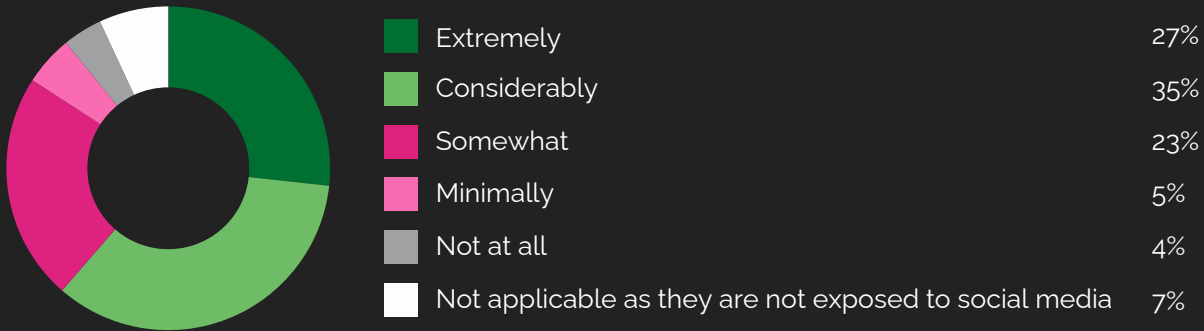 Extremely 27%
Considerably 35%
Somewhat 23%
Minimally 5%
Not at all 4%
Not applicable as they are not exposed to social media 7%